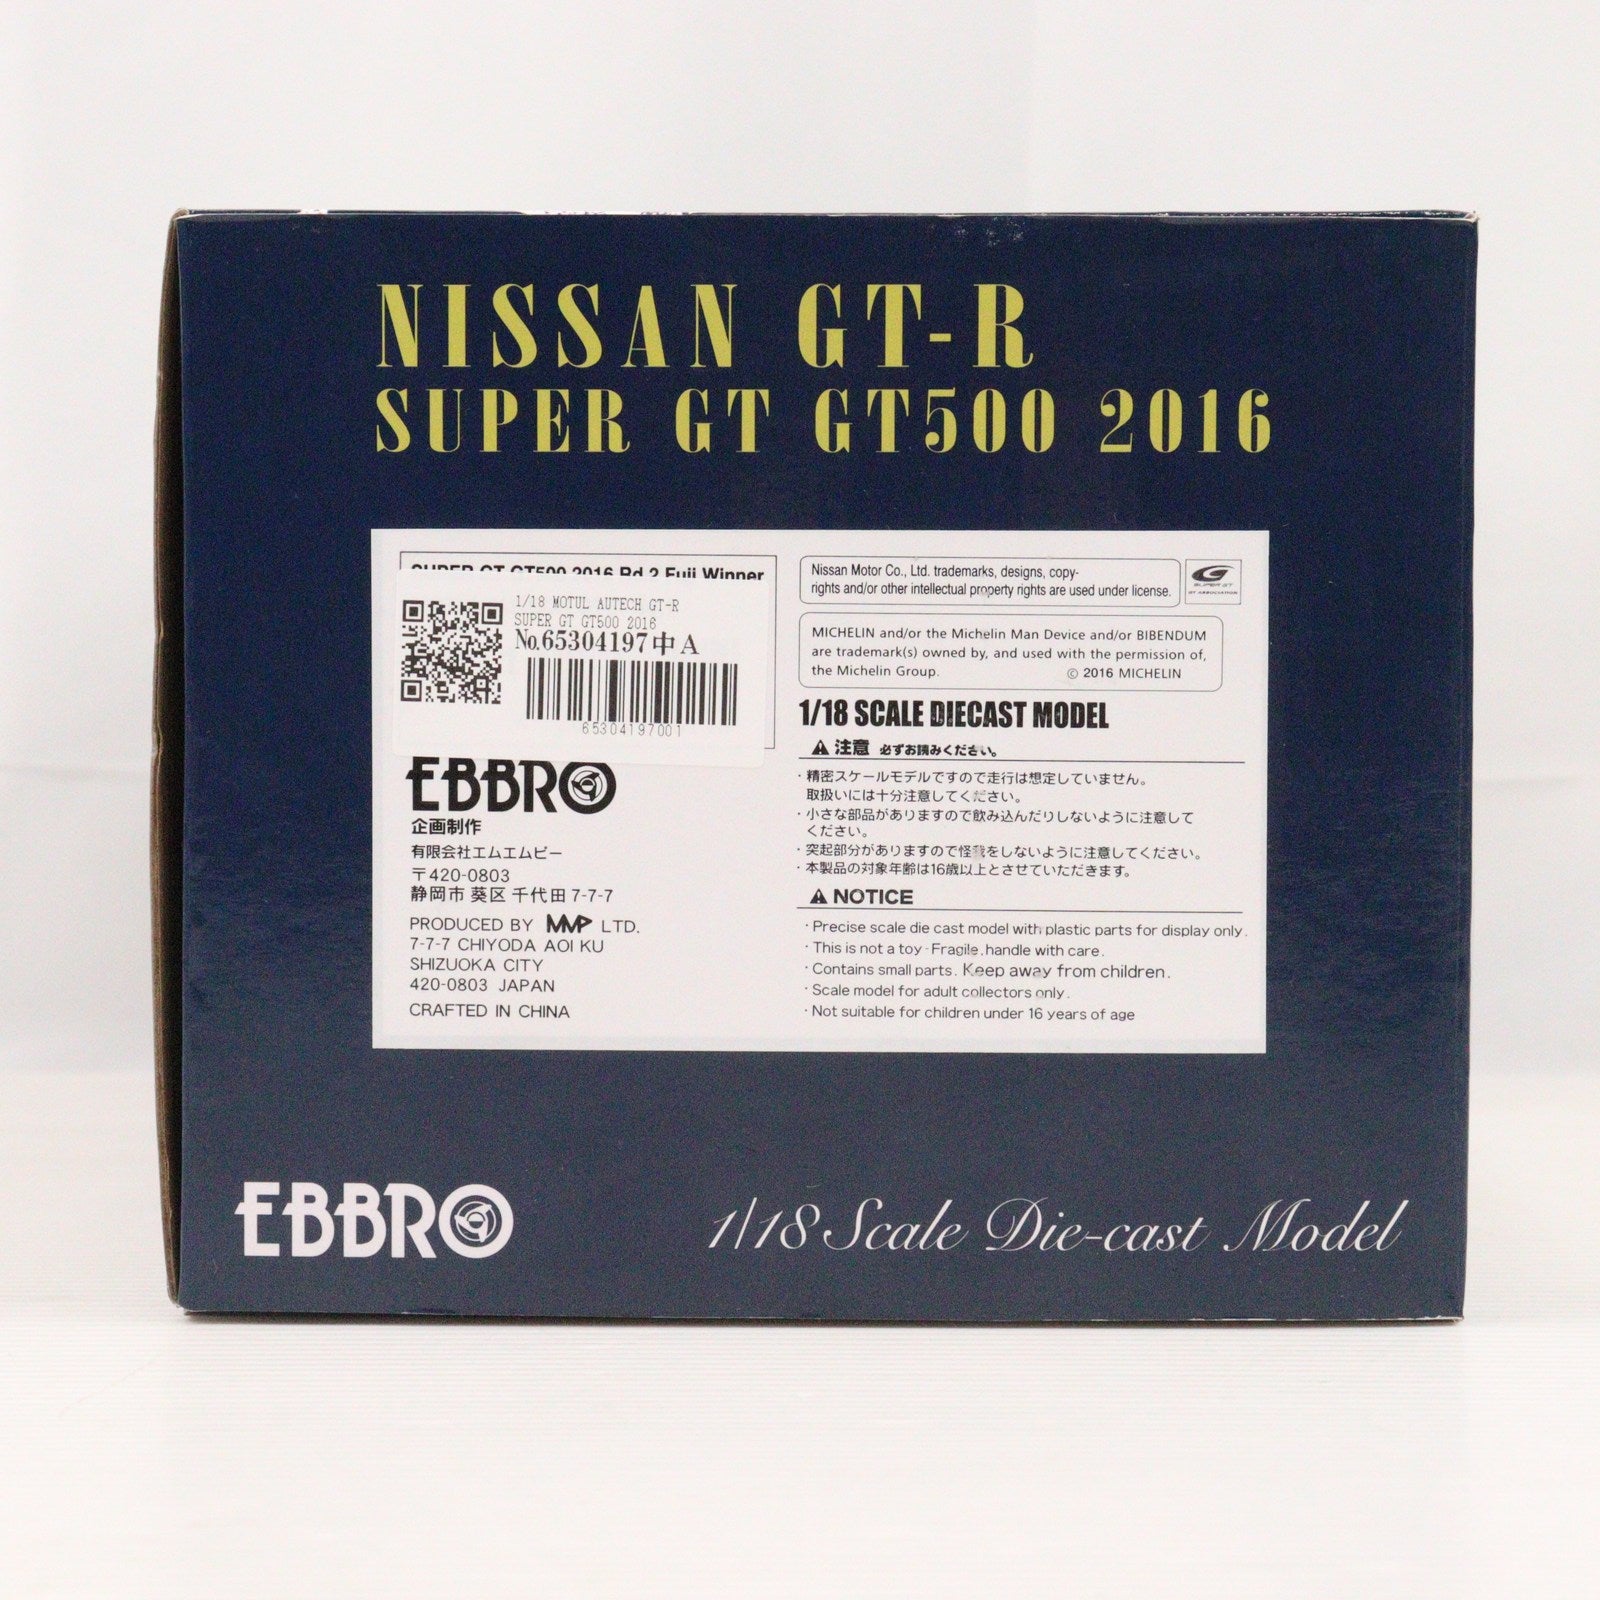 NISSAN GT-R
SUPER GT GT500 2016
SUPER GT GT500 2016 Rd.2 Fuji Winner
1/18 MOTUL AUTECH GT-R
SUPER GT GT500 2016
No.65304197中A
65304197001
EBBRO
企画制作
有限会社エムエムピー
〒420-0803
静岡市 葵区 千代田 7-7-7
PRODUCED BY MMP LTD.
7-7-7 CHIYODA AOI KU
SHIZUOKA CITY
420-0803 JAPAN
CRAFTED IN CHINA
Nissan Motor Co., Ltd. trademarks, designs, copy-
rights and/or other intellectual property rights are used under license.
SUPER GT
GT ASSOCIATION
MICHELIN and/or the Michelin Man Device and/or BIBENDUM
are trademark(s) owned by, and used with the permission of,
the Michelin Group.
© 2016 MICHELIN
1/18 SCALE DIECAST MODEL
注意 必ずお読みください。
・精密スケールモデルですので走行は想定していません。
取扱いには十分注意してください。
・小さな部品がありますので飲み込んだりしないように注意して
ください。
・突起部分がありますので怪我をしないように注意してください。
・本製品の対象年齢は16歳以上とさせていただきます。
NOTICE
・Precise scale die cast model with plastic parts for display only.
・This is not a toy - Fragile, handle with care.
・Contains small parts. Keep away from children.
・Scale model for adult collectors only.
・Not suitable for children under 16 years of age
EBBRO
1/18 Scale Die-cast Model